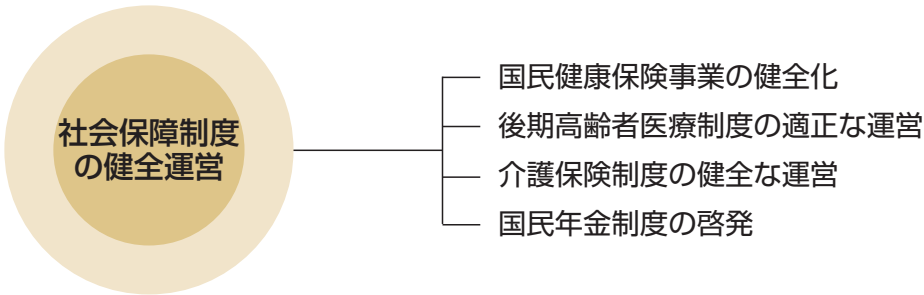 社会保障制度
の健全運営
国民健康保険事業の健全化
後期高齢者医療制度の適正な運営
介護保険制度の健全な運営
国民年金制度の啓発